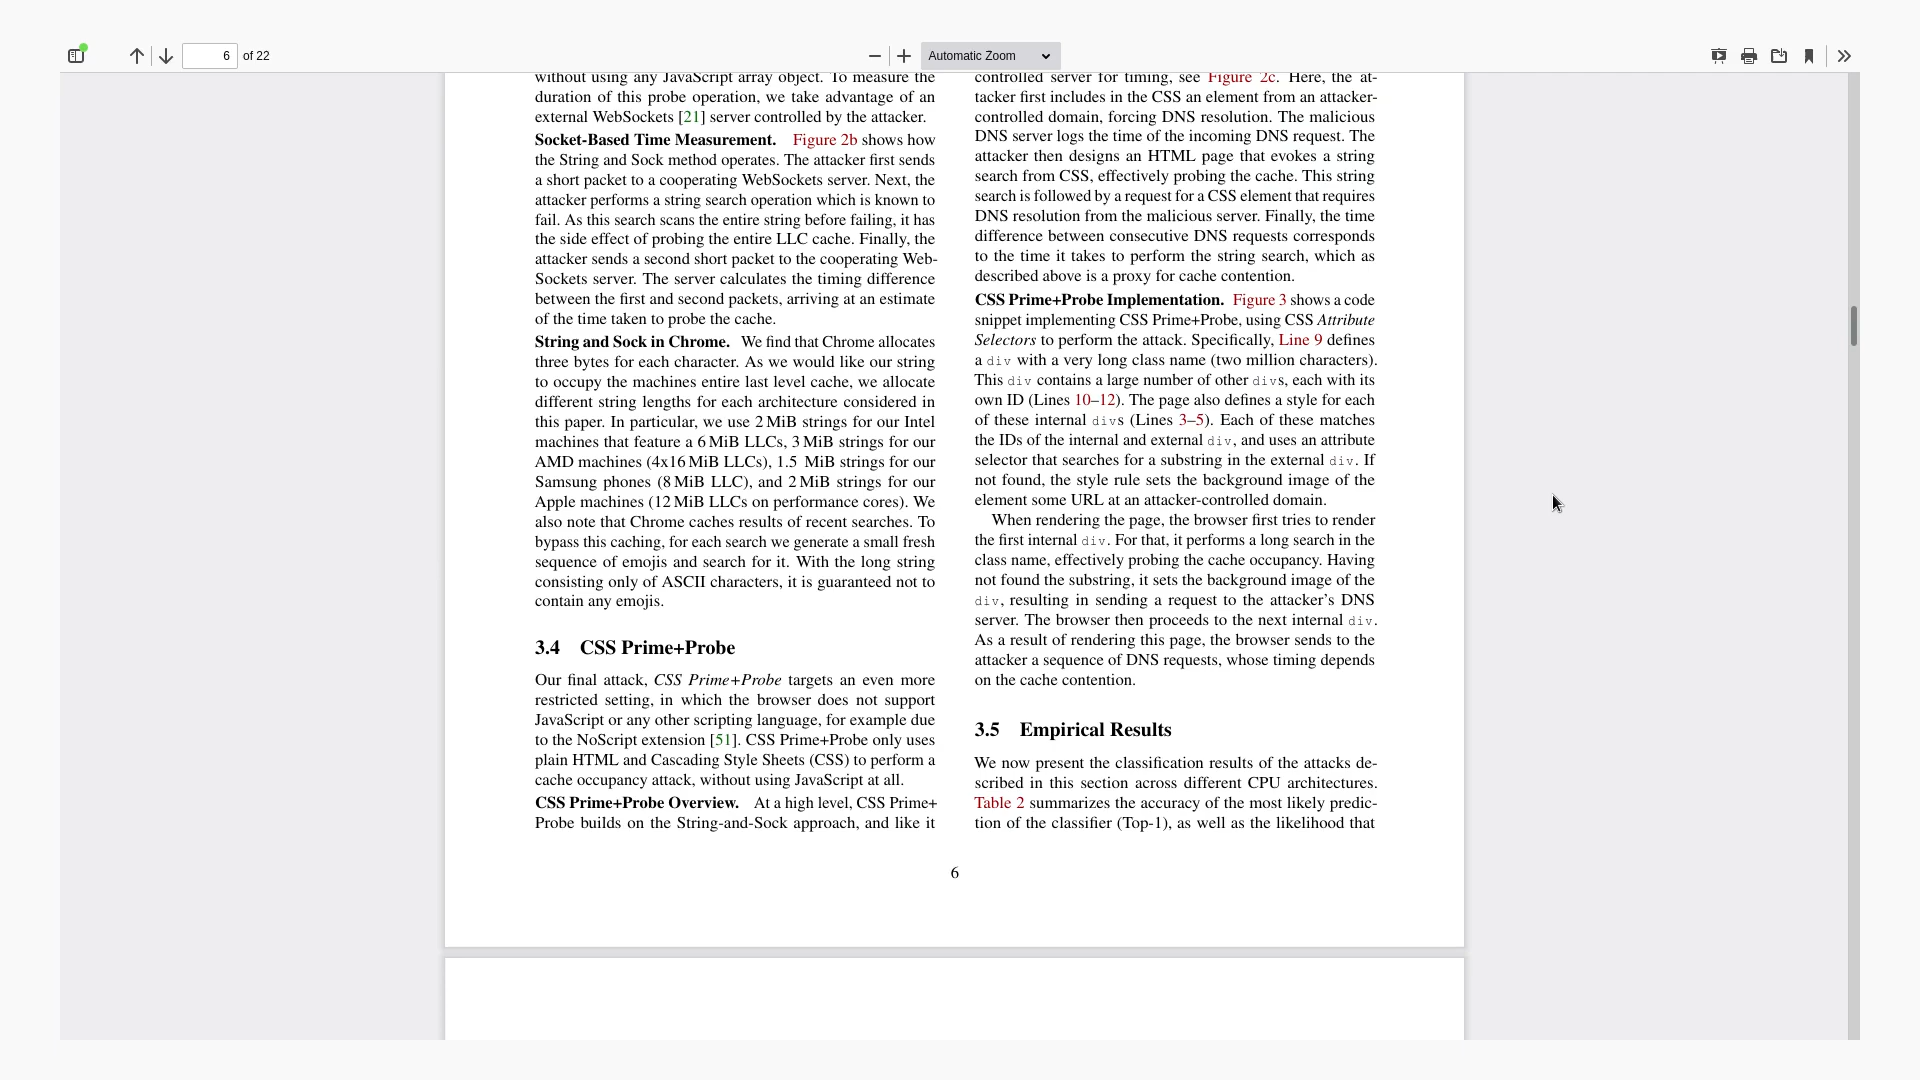 6 of 22
Automatic Zoom
without using any JavaScript array object. To measure the
duration of this probe operation, we take advantage of an
external WebSockets [21] server controlled by the attacker.
Socket-Based Time Measurement. Figure 2b shows how
the String and Sock method operates. The attacker first sends
a short packet to a cooperating WebSockets server. Next, the
attacker performs a string search operation which is known to
fail. As this search scans the entire string before failing, it has
the side effect of probing the entire LLC cache. Finally, the
attacker sends a second short packet to the cooperating Web-
Sockets server. The server calculates the timing difference
between the first and second packets, arriving at an estimate
of the time taken to probe the cache.
String and Sock in Chrome. We find that Chrome allocates
three bytes for each character. As we would like our string
to occupy the machines entire last level cache, we allocate
different string lengths for each architecture considered in
this paper. In particular, we use 2 MiB strings for our Intel
machines that feature a 6 MiB LLCs, 3 MiB strings for our
AMD machines (4x16 MiB LLCs), 1.5 MiB strings for our
Samsung phones (8 MiB LLC), and 2 MiB strings for our
Apple machines (12 MiB LLCs on performance cores). We
also note that Chrome caches results of recent searches. To
bypass this caching, for each search we generate a small fresh
sequence of emojis and search for it. With the long string
consisting only of ASCII characters, it is guaranteed not to
contain any emojis.
3.4 CSS Prime+Probe
Our final attack, CSS Prime+Probe targets an even more
restricted setting, in which the browser does not support
JavaScript or any other scripting language, for example due
to the NoScript extension [51]. CSS Prime+Probe only uses
plain HTML and Cascading Style Sheets (CSS) to perform a
cache occupancy attack, without using JavaScript at all.
CSS Prime+Probe Overview. At a high level, CSS Prime+
Probe builds on the String-and-Sock approach, and like it
controlled server for timing, see Figure 2c. Here, the at-
tacker first includes in the CSS an element from an attacker-
controlled domain, forcing DNS resolution. The malicious
DNS server logs the time of the incoming DNS request. The
attacker then designs an HTML page that evokes a string
search from CSS, effectively probing the cache. This string
search is followed by a request for a CSS element that requires
DNS resolution from the malicious server. Finally, the time
difference between consecutive DNS requests corresponds
to the time it takes to perform the string search, which as
described above is a proxy for cache contention.
CSS Prime+Probe Implementation. Figure 3 shows a code
snippet implementing CSS Prime+Probe, using CSS Attribute
Selectors to perform the attack. Specifically, Line 9 defines
a div with a very long class name (two million characters).
This div contains a large number of other divs, each with its
own ID (Lines 10–12). The page also defines a style for each
of these internal divs (Lines 3–5). Each of these matches
the IDs of the internal and external div, and uses an attribute
selector that searches for a substring in the external div. If
not found, the style rule sets the background image of the
element some URL at an attacker-controlled domain.
When rendering the page, the browser first tries to render
the first internal div. For that, it performs a long search in the
class name, effectively probing the cache occupancy. Having
not found the substring, it sets the background image of the
div, resulting in sending a request to the attacker's DNS
server. The browser then proceeds to the next internal div.
As a result of rendering this page, the browser sends to the
attacker a sequence of DNS requests, whose timing depends
on the cache contention.
3.5 Empirical Results
We now present the classification results of the attacks de-
scribed in this section across different CPU architectures.
Table 2 summarizes the accuracy of the most likely predic-
tion of the classifier (Top-1), as well as the likelihood that
6